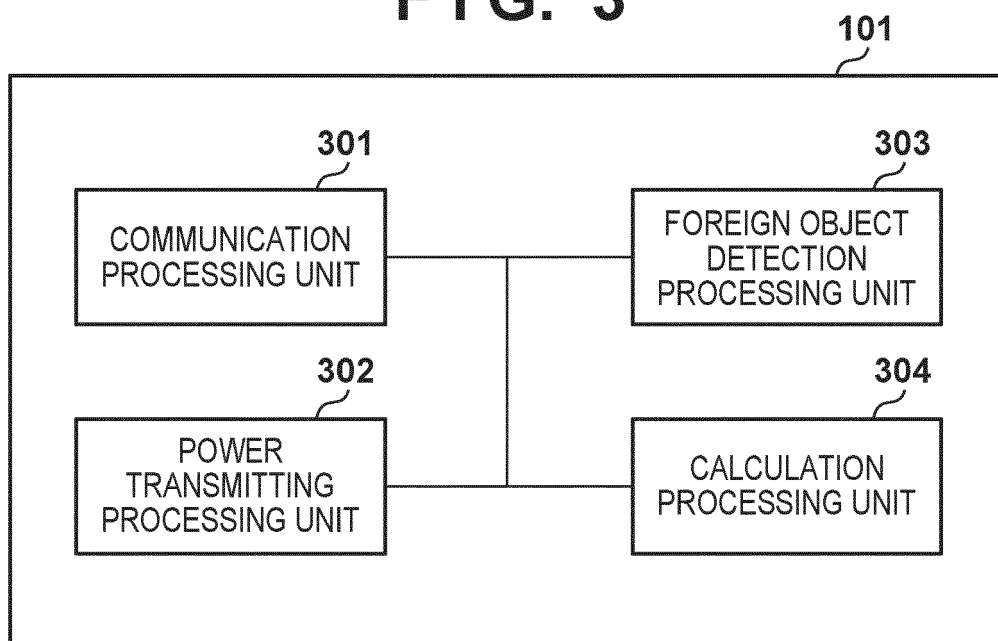 FIG. 3
101
301
COMMUNICATION
PROCESSING UNIT
303
FOREIGN OBJECT
DETECTION
PROCESSING UNIT
302
POWER
TRANSMITTING
PROCESSING UNIT
304
CALCULATION
PROCESSING UNIT